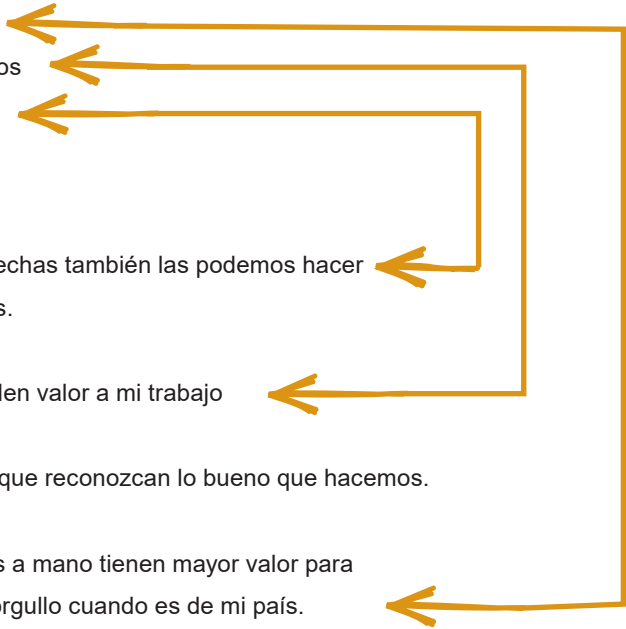 os
echas también las podemos hacer
s.
den valor a mi trabajo
que reconozcan lo bueno que hacemos.
s a mano tienen mayor valor para
orgullo cuando es de mi país.